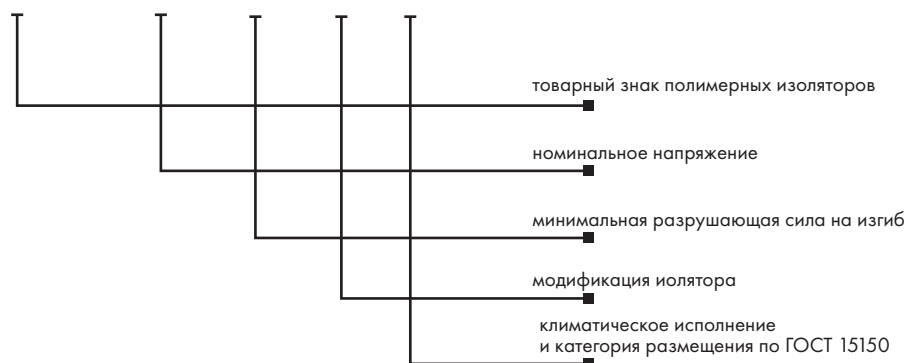 товарный знак полимерных изоляторов
номинальное напряжение
минимальная разрушающая сила на изгиб
модификация иолятора
климатическое исполнение
и категория размещения по ГОСТ 15150